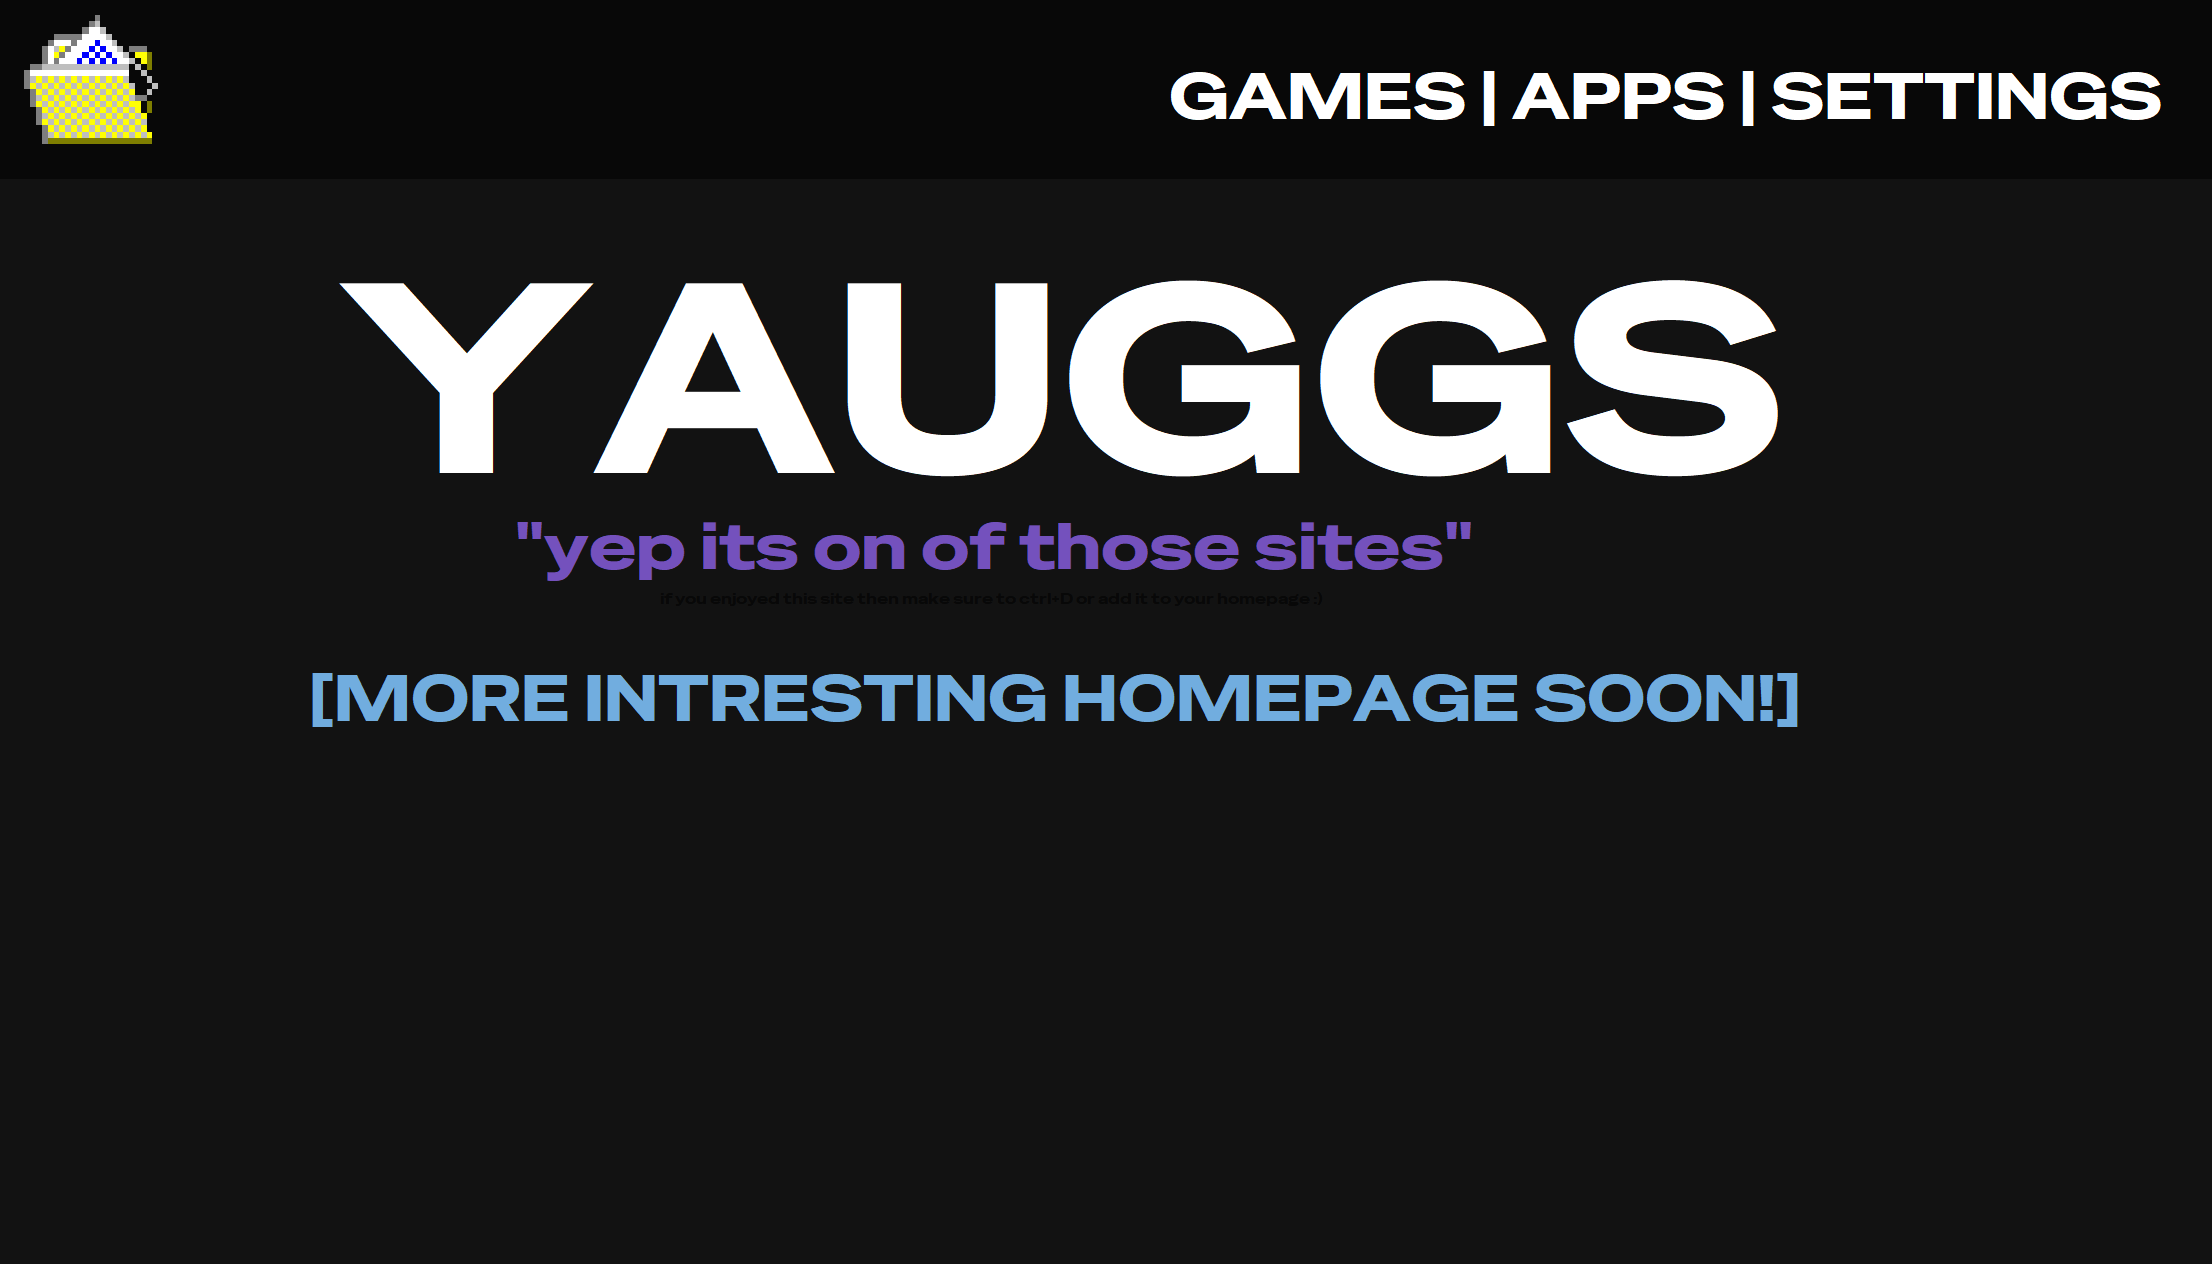 GAMES | APPS | SETTINGS
YAUGGS
"yep its on of those sites"
if you enjoyed this site then make sure to ctrl+D or add it to your homepage :)
[MORE INTRESTING HOMEPAGE SOON!]